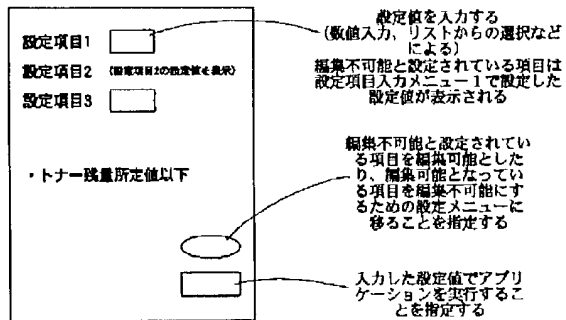 設定項目1
設定項目2 (設定項目2の設定値を表示)
設定項目3
・トナー残量所定値以下
設定値を入力する
(数値入力、リストからの選択など
による)
編集不可能と設定されている項目は
設定項目入力メニュー1で設定した
設定値が表示される
編集不可能と設定されてい
る項目を編集可能とした
り、編集可能となってい
る項目を編集不可能にす
るための設定メニューに
移ることを指定する
入力した設定値でアプリ
ケーションを実行するこ
とを指定する